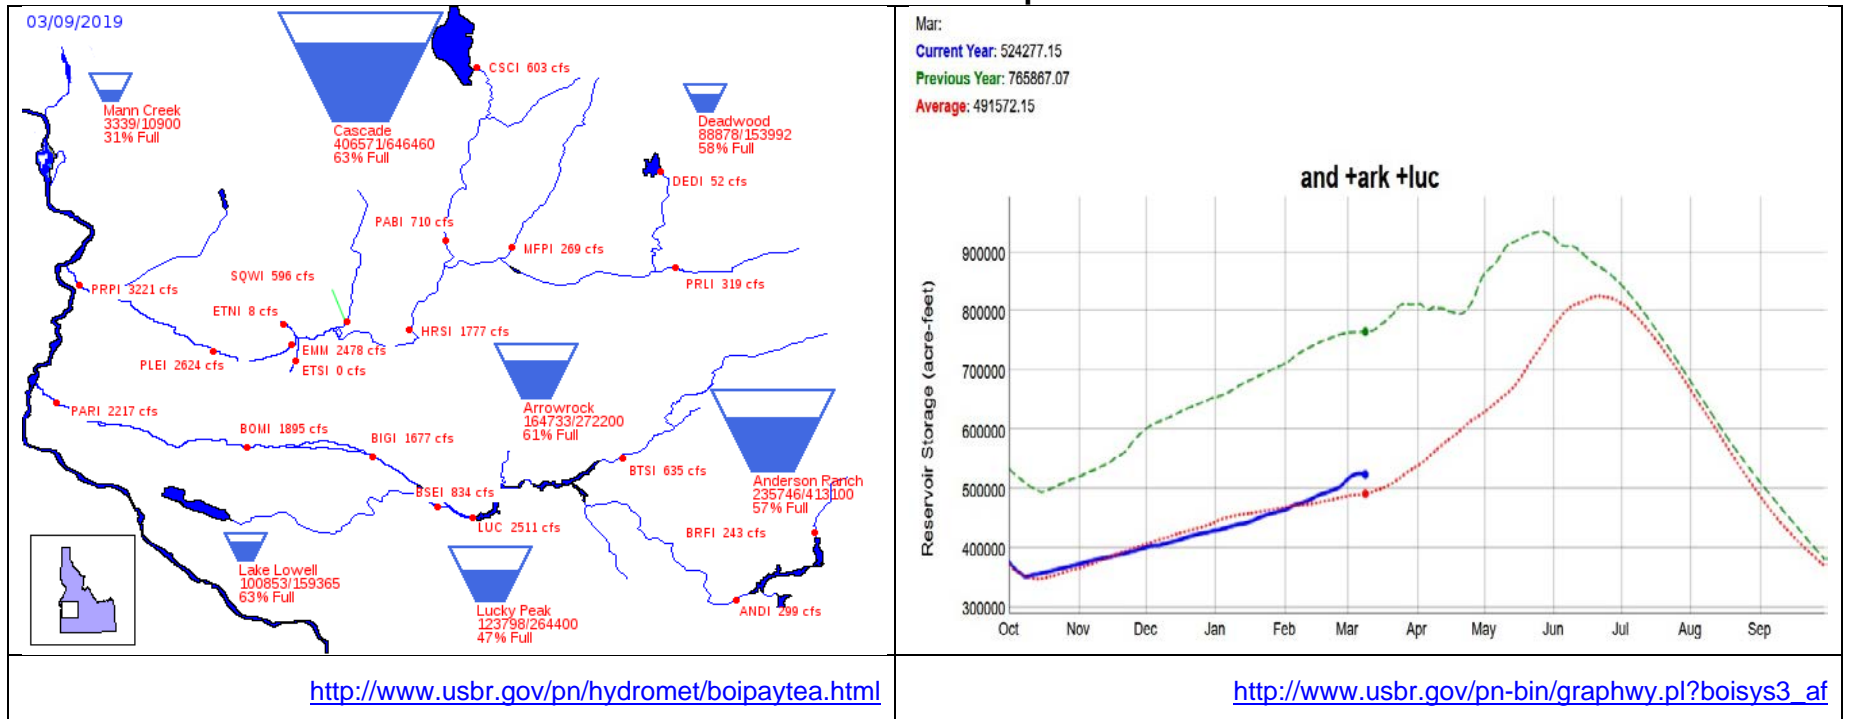 03/09/2019
CSCI 603 cfs
Mann Creek
3339/10900
31% Full
Cascade
406571/646460
63% Full
Deadwood
88878/153992
58% Full
DEDI 52 cfs
PABI 710 cfs
MFPI 269 cfs
SQWI 596 cfs
PRPI 3221 cfs
PRLI 319 cfs
ETNI 8 cfs
HRSI 1777 cfs
EMM 2478 cfs
PLEI 2624 cfs
ETSI 0 cfs
Arrowrock
164733/272200
61% Full
PARI 2217 cfs
BOMI 1895 cfs
BIGI 1677 cfs
BTSI 635 cfs
Anderson Ranch
235746/413100
57% Full
BSEI 834 cfs
LUC 2511 cfs
BRFI 243 cfs
Lake Lowell
100853/159365
63% Full
Lucky Peak
123798/264400
47% Full
ANDI 299 cfs
http://www.usbr.gov/pn/hydromet/boipaytea.html
Mar:
Current Year: 524277.15
Previous Year: 765867.07
Average: 491572.15
and +ark +luc
Reservoir Storage (acre-feet)
900000
800000
700000
600000
500000
400000
300000
Oct Nov Dec Jan Feb Mar Apr May Jun Jul Aug Sep
http://www.usbr.gov/pn-bin/graphwy.pl?boisys3_af